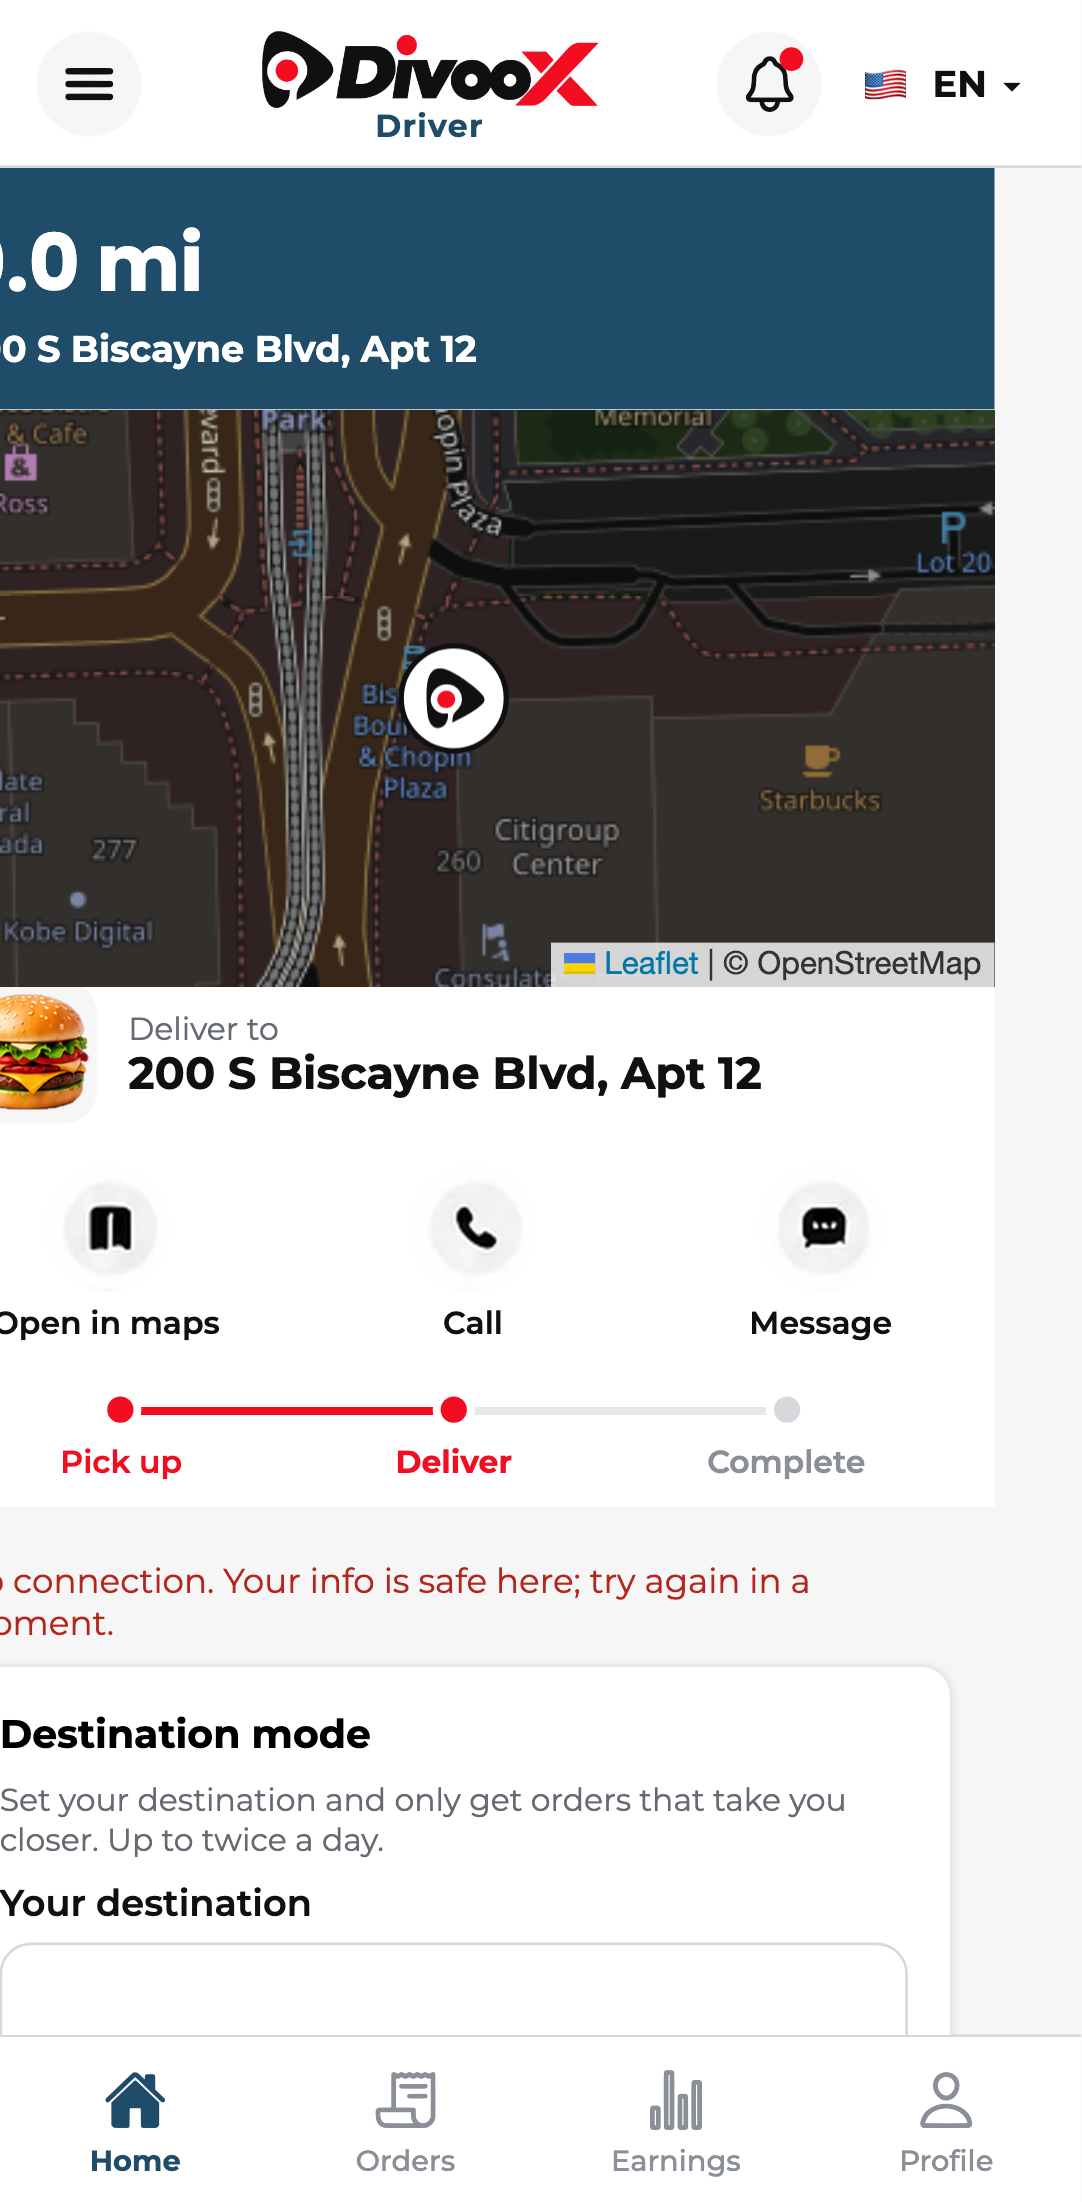 DivooX
Driver
EN
.0 mi
0 S Biscayne Blvd, Apt 12
& Cafe
Ross
ward
Park
opin Plaza
Memorial
P
Lot 20
P
Bis
Bou
& Chopin
Plaza
Starbucks
late
ral
ada
277
Citigroup
Center
260
Kobe Digital
Consulate
Leaflet | © OpenStreetMap
Deliver to
200 S Biscayne Blvd, Apt 12
Open in maps
Call
Message
Pick up
Deliver
Complete
connection. Your info is safe here; try again in a
oment.
Destination mode
Set your destination and only get orders that take you
closer. Up to twice a day.
Your destination
Home
Orders
Earnings
Profile